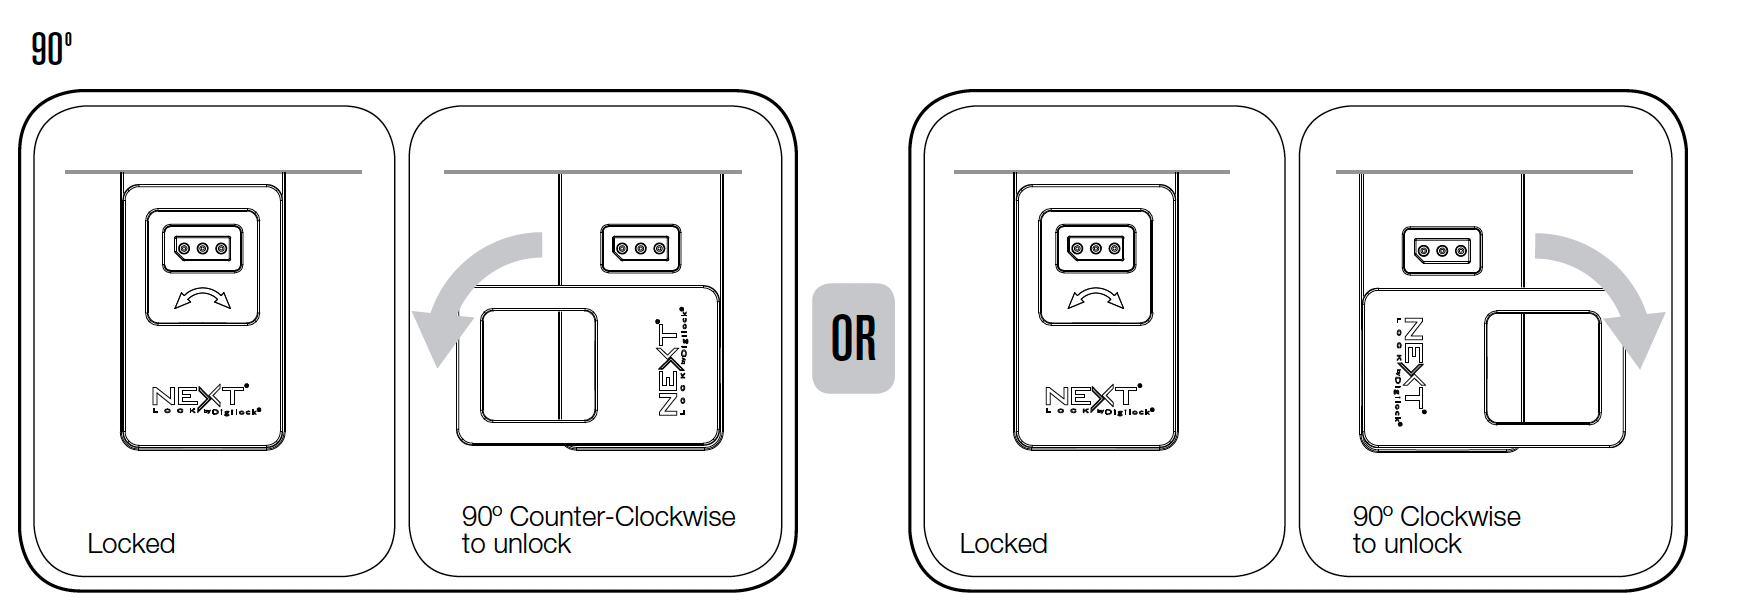 90º
NEXT®
LOCK by Digilock®
Locked
NEXT®
LOCK by Digilock®
90º Counter-Clockwise
to unlock
OR
NEXT®
LOCK by Digilock®
Locked
NEXT®
LOCK by Digilock®
90º Clockwise
to unlock